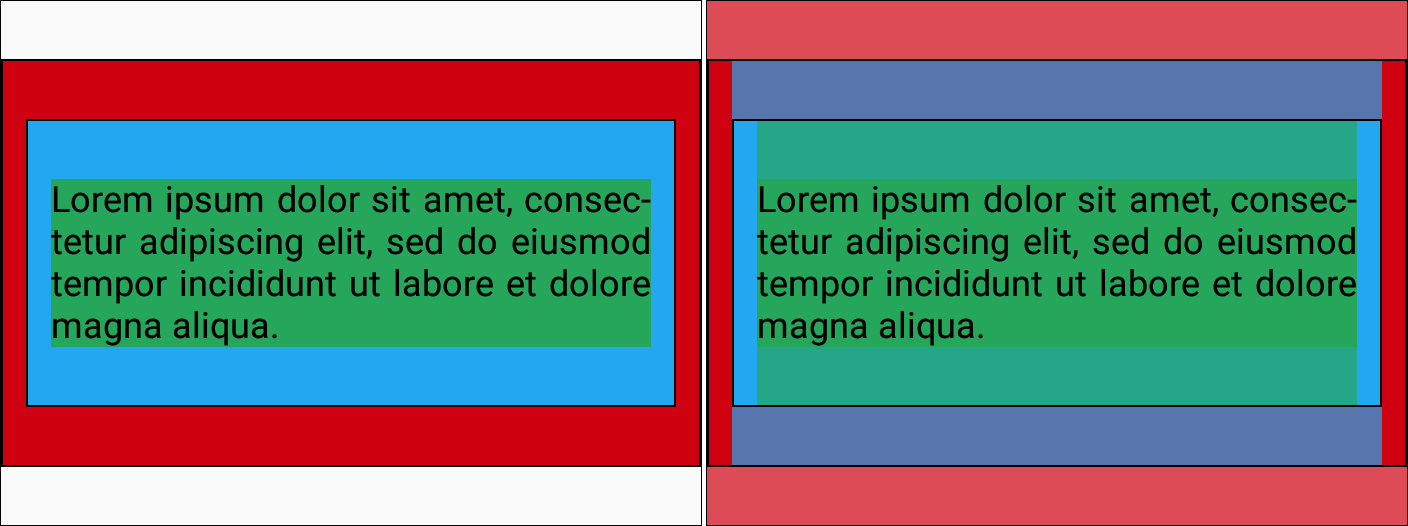 Lorem ipsum dolor sit amet, consec-
tetur adipiscing elit, sed do eiusmod
tempor incididunt ut labore et dolore
magna aliqua.
Lorem ipsum dolor sit amet, consec-
tetur adipiscing elit, sed do eiusmod
tempor incididunt ut labore et dolore
magna aliqua.